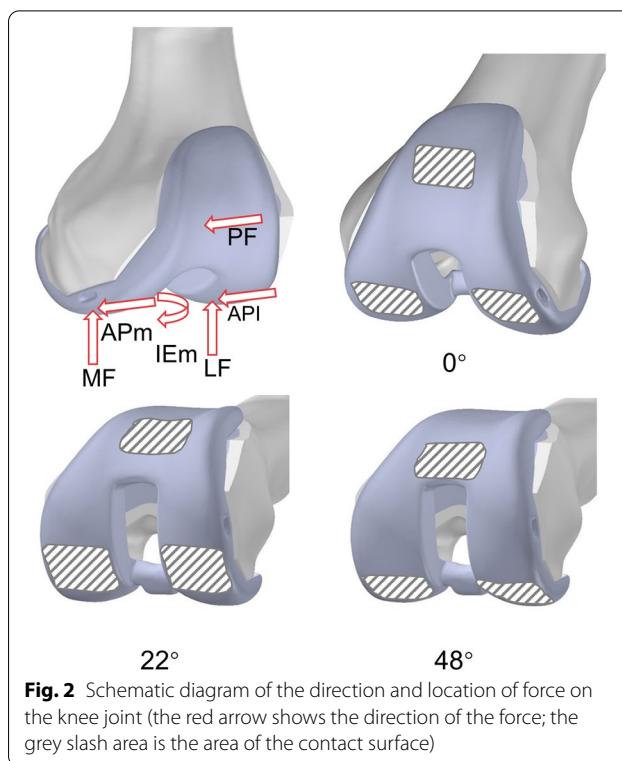 PF
APm
APl
IEm
MF
LF
0°
22°
48°
Fig. 2 Schematic diagram of the direction and location of force on
the knee joint (the red arrow shows the direction of the force; the
grey slash area is the area of the contact surface)